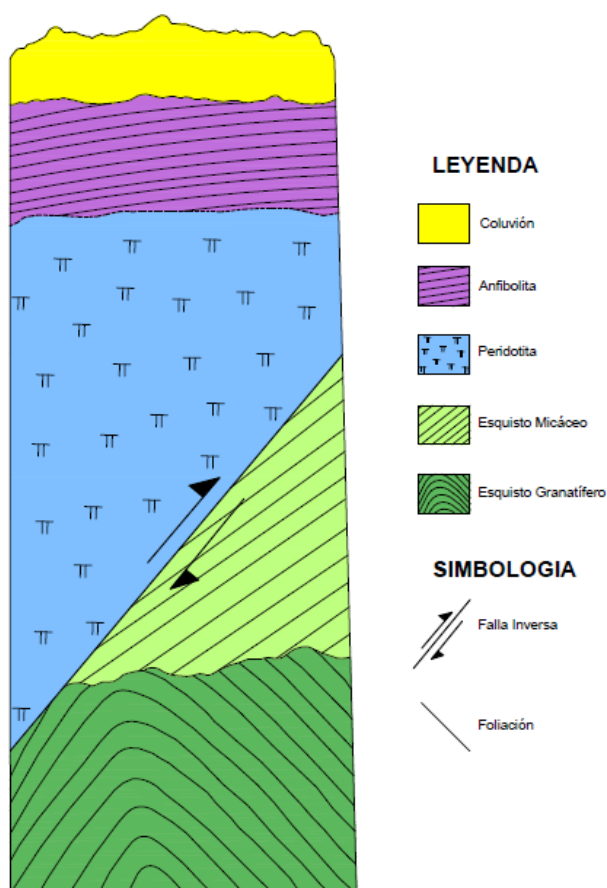 LEYENDA
Coluvión
Anfibolita
Peridotita
Esquisto Micáceo
Esquisto Granatífero
SIMBOLOGIA
Falla Inversa
Foliación